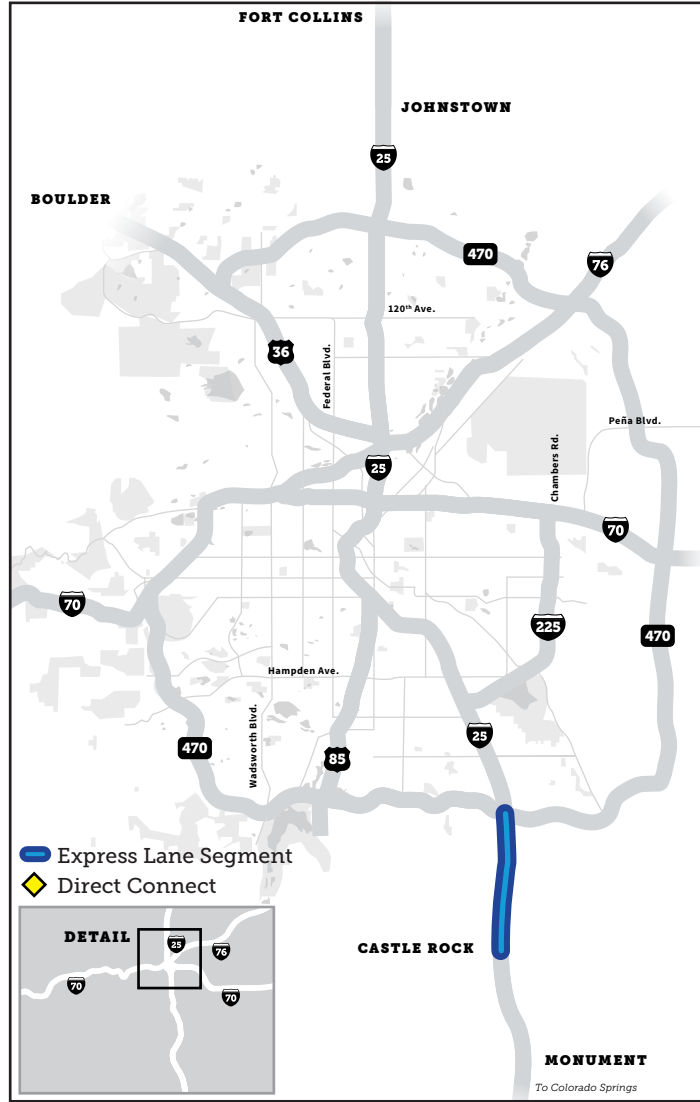 FORT COLLINS
JOHNSTOWN
25
BOULDER
470
76
120th Ave.
36
Federal Blvd.
Peña Blvd.
Chambers Rd.
25
70
70
225
470
Hampden Ave.
Wadsworth Blvd.
25
470
85
Express Lane Segment
Direct Connect
DETAIL
25
76
70
70
CASTLE ROCK
MONUMENT
To Colorado Springs